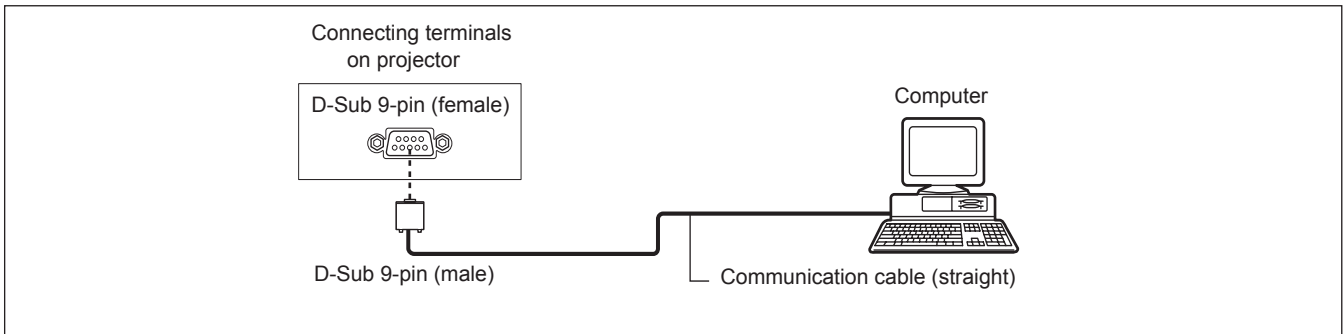 Connecting terminals
on projector
D-Sub 9-pin (female)
Computer
D-Sub 9-pin (male)
Communication cable (straight)